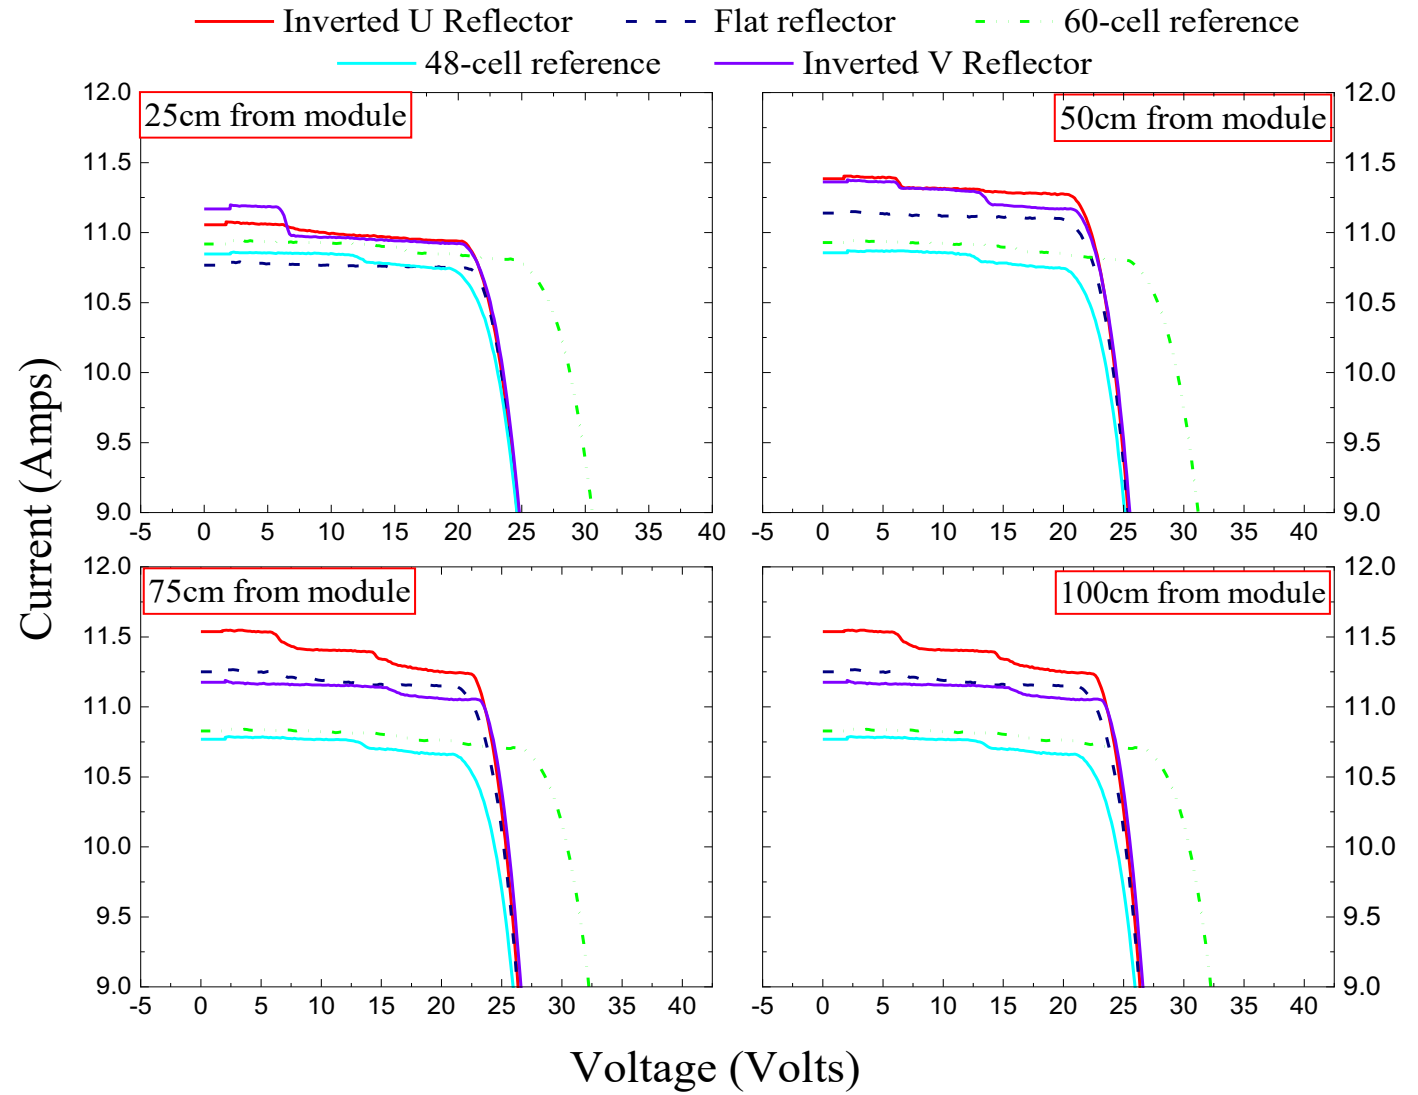 Inverted U Reflector Flat reflector 60-cell reference
48-cell reference Inverted V Reflector
25cm from module
12.0
11.5
11.0
10.5
10.0
9.5
9.0
-5 0 5 10 15 20 25 30 35 40
50cm from module
12.0
11.5
11.0
10.5
10.0
9.5
9.0
-5 0 5 10 15 20 25 30 35 40
Current (Amps)
75cm from module
12.0
11.5
11.0
10.5
10.0
9.5
9.0
-5 0 5 10 15 20 25 30 35 40
100cm from module
12.0
11.5
11.0
10.5
10.0
9.5
9.0
-5 0 5 10 15 20 25 30 35 40
Voltage (Volts)